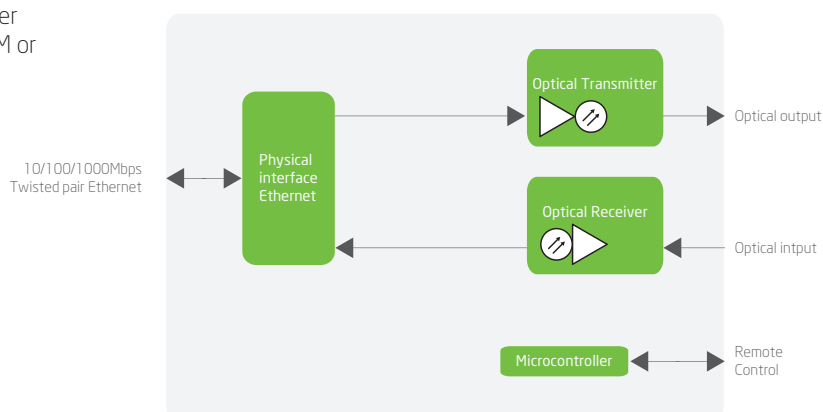 M or
Optical Transmitter
Optical output
10/100/1000Mbps
Twisted pair Ethernet
Physical
interface
Ethernet
Optical Receiver
Optical intput
Microcontroller
Remote
Control